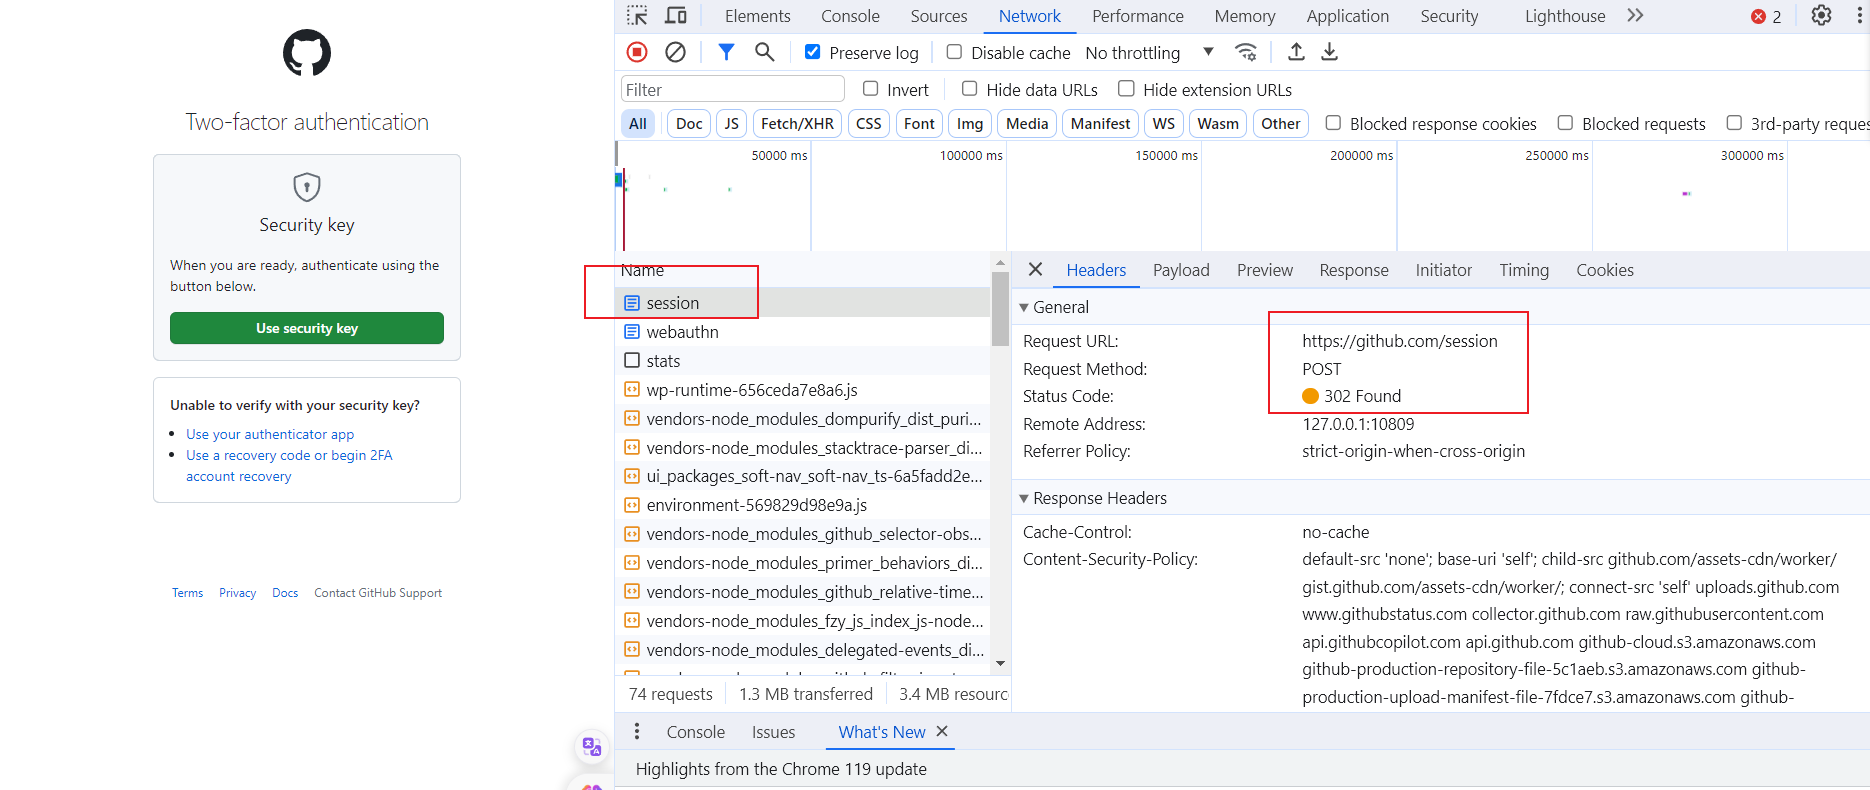 Two-factor authentication
Security key
When you are ready, authenticate using the
button below.
Use security key
Unable to verify with your security key?
Use your authenticator app
Use a recovery code or begin 2FA
account recovery
Terms Privacy Docs Contact GitHub Support
Elements Console Sources Network Performance Memory Application Security Lighthouse 2
Preserve log Disable cache No throttling
Filter Invert Hide data URLs Hide extension URLs
All Doc JS Fetch/XHR CSS Font Img Media Manifest WS Wasm Other Blocked response cookies Blocked requests 3rd-party reques
50000 ms 100000 ms 150000 ms 200000 ms 250000 ms 300000 ms
Name
session
webauthn
stats
wp-runtime-656ceda7e8a6.js
vendors-node_modules_dompurify_dist_puri...
vendors-node_modules_stacktrace-parser_di...
ui_packages_soft-nav_soft-nav_ts-6a5fadd2e...
environment-569829d98e9a.js
vendors-node_modules_github_selector-obs...
vendors-node_modules_primer_behaviors_di...
vendors-node_modules_github_relative-time...
vendors-node_modules_fzy_js_index_js-node...
vendors-node_modules_delegated-events_di...
74 requests 1.3 MB transferred 3.4 MB resourc
Headers Payload Preview Response Initiator Timing Cookies
General
Request URL: https://github.com/session
Request Method: POST
Status Code: 302 Found
Remote Address: 127.0.0.1:10809
Referrer Policy: strict-origin-when-cross-origin
Response Headers
Cache-Control: no-cache
Content-Security-Policy: default-src 'none'; base-uri 'self'; child-src github.com/assets-cdn/worker/
gist.github.com/assets-cdn/worker/; connect-src 'self' uploads.github.com
www.githubstatus.com collector.github.com raw.githubusercontent.com
api.githubcopilot.com api.github.com github-cloud.s3.amazonaws.com
github-production-repository-file-5c1aeb.s3.amazonaws.com github-
production-upload-manifest-file-7fdce7.s3.amazonaws.com github-
Console Issues What's New
Highlights from the Chrome 119 update